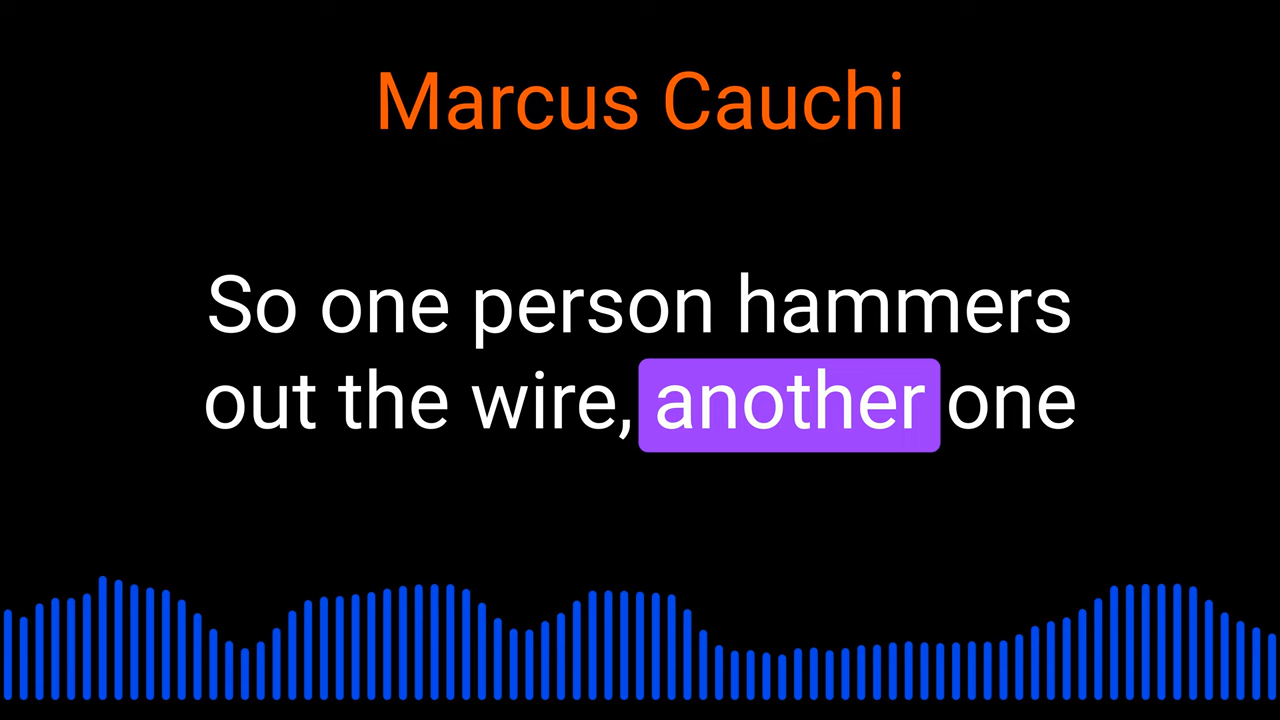 Marcus Cauchi
So one person hammers
out the wire, another one